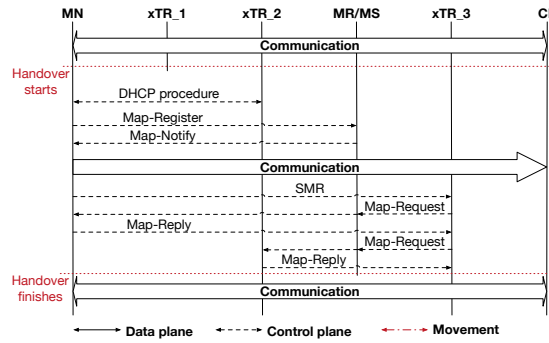 MN xTR_1 xTR_2 MR/MS xTR_3
Communication
Handover
starts
DHCP procedure
Map-Register
Map-Notify
Communication
SMR
Map-Request
Map-Reply
Map-Request
Map-Reply
Handover
finishes
Communication
Data plane Control plane Movement